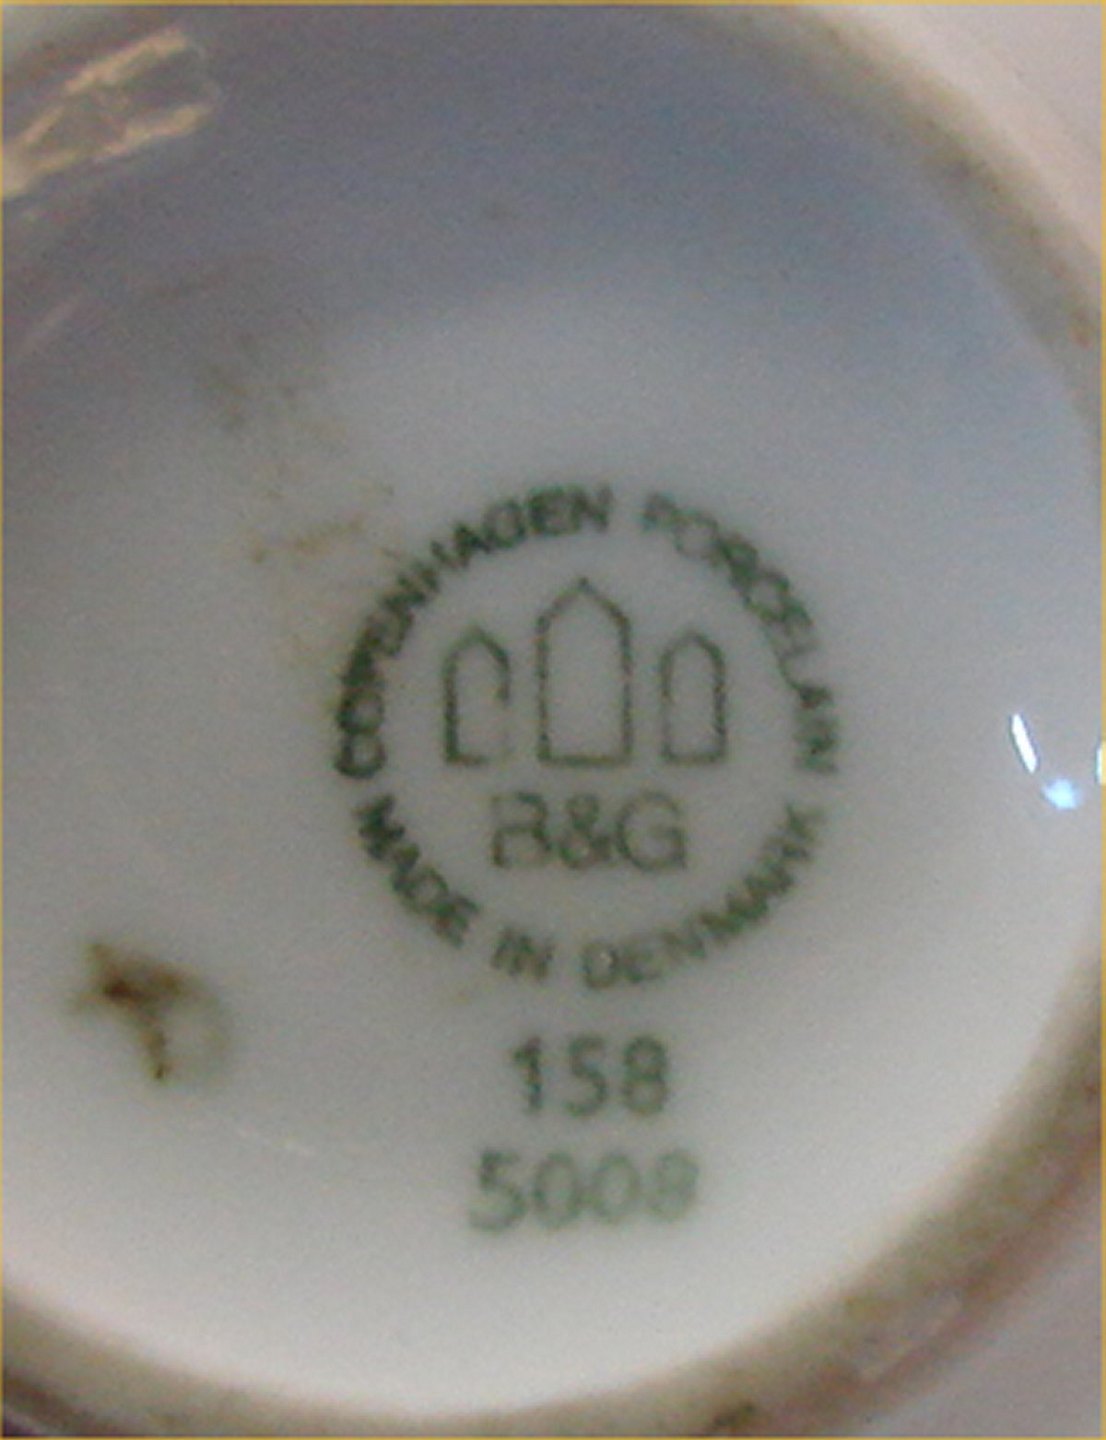 COPENHAGEN PORCELAIN
B&G
MADE IN DENMARK
158
5008